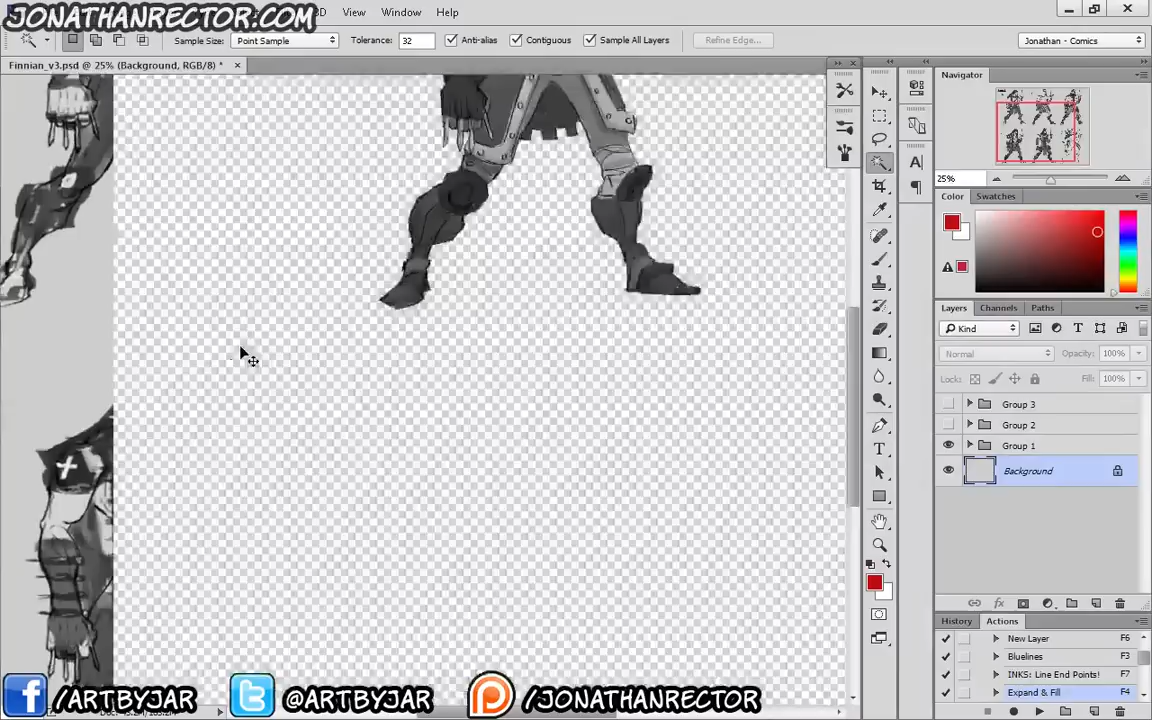 JONATHANRECTOR.COM
3D View Window Help
Sample Size: Point Sample Tolerance: 32 Anti-alias Contiguous Sample All Layers Refine Edge... Jonathan - Comics
Finnian_v3.psd @ 25% (Background, RGB/8) * ×
Navigator
25%
Color Swatches
Layers Channels Paths
Kind
Normal Opacity: 100%
Lock: Fill: 100%
Group 3
Group 2
Group 1
Background
History Actions
New Layer F6
Bluelines F3
INKS: Line End Points! F7
Expand & Fill F4
/ARTBYJAR @ARTBYJAR /JONATHANRECTOR